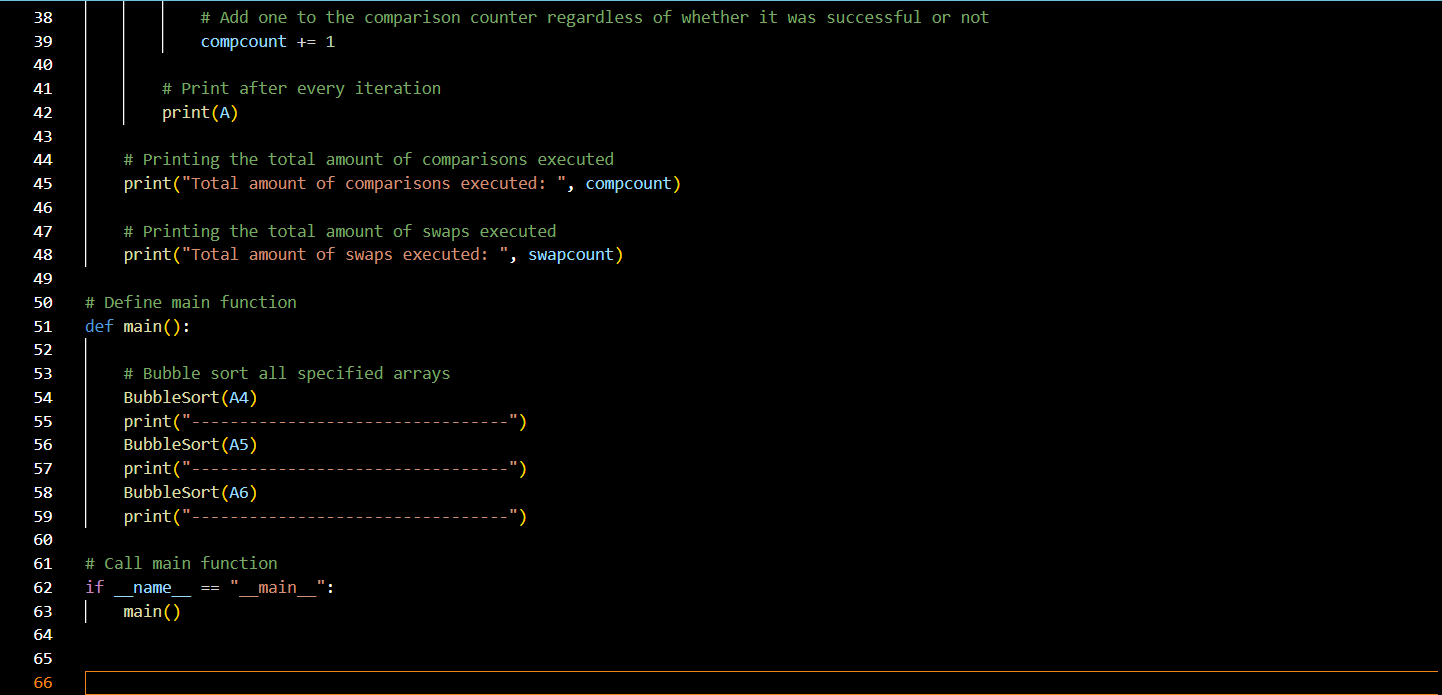 38 # Add one to the comparison counter regardless of whether it was successful or not
39 compcount += 1
40
41 # Print after every iteration
42 print(A)
43
44 # Printing the total amount of comparisons executed
45 print("Total amount of comparisons executed: ", compcount)
46
47 # Printing the total amount of swaps executed
48 print("Total amount of swaps executed: ", swapcount)
49
50 # Define main function
51 def main():
52
53 # Bubble sort all specified arrays
54 BubbleSort(A4)
55 print("---------------------------------")
56 BubbleSort(A5)
57 print("---------------------------------")
58 BubbleSort(A6)
59 print("---------------------------------")
60
61 # Call main function
62 if __name__ == "__main__":
63 main()
64
65
66